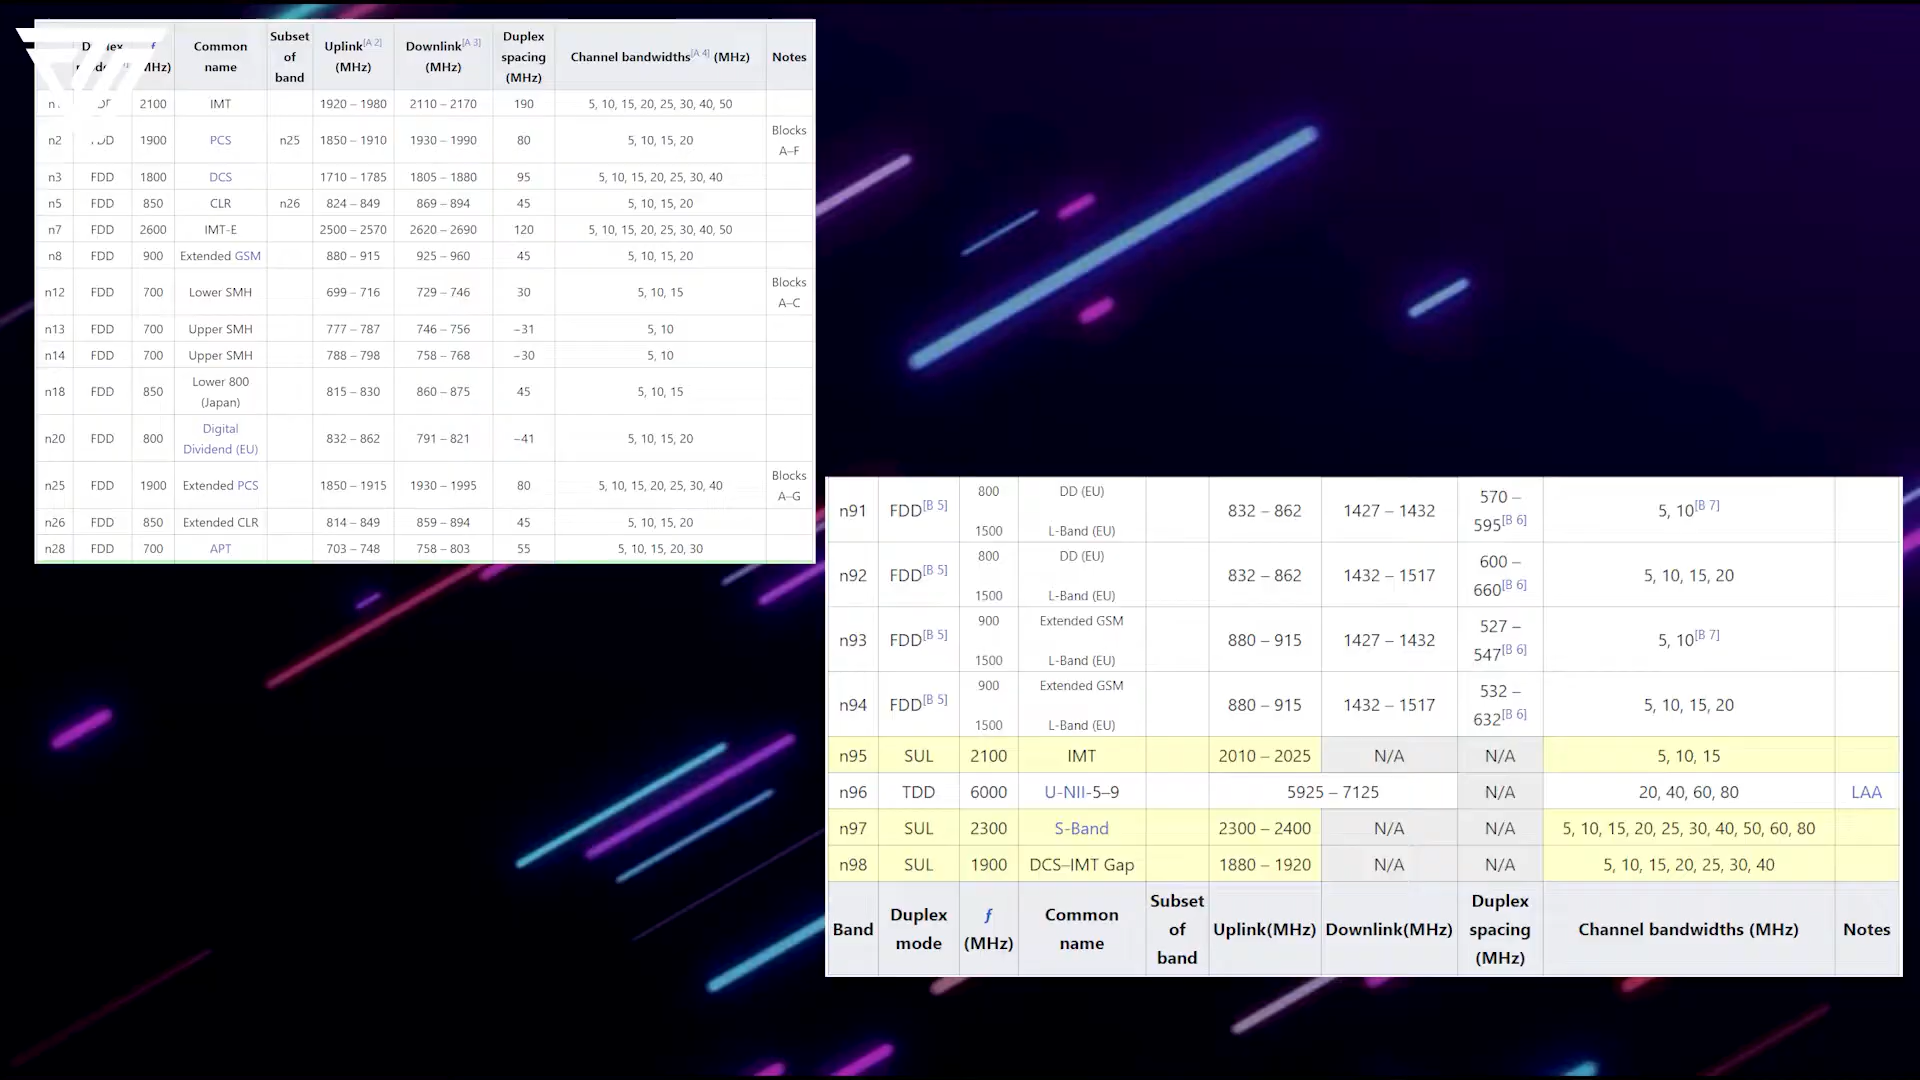 f
Common name Subset of band Uplink[A 2] (MHz) Downlink[A 3] (MHz) Duplex spacing (MHz) Channel bandwidths[A 4] (MHz) Notes
2100 IMT 1920 – 1980 2110 – 2170 190 5, 10, 15, 20, 25, 30, 40, 50
n2 1900 PCS n25 1850 – 1910 1930 – 1990 80 5, 10, 15, 20 Blocks A–F
n3 FDD 1800 DCS 1710 – 1785 1805 – 1880 95 5, 10, 15, 20, 25, 30, 40
n5 FDD 850 CLR n26 824 – 849 869 – 894 45 5, 10, 15, 20
n7 FDD 2600 IMT-E 2500 – 2570 2620 – 2690 120 5, 10, 15, 20, 25, 30, 40, 50
n8 FDD 900 Extended GSM 880 – 915 925 – 960 45 5, 10, 15, 20
n12 FDD 700 Lower SMH 699 – 716 729 – 746 30 5, 10, 15 Blocks A–C
n13 FDD 700 Upper SMH 777 – 787 746 – 756 −31 5, 10
n14 FDD 700 Upper SMH 788 – 798 758 – 768 −30 5, 10
n18 FDD 850 Lower 800 (Japan) 815 – 830 860 – 875 45 5, 10, 15
n20 FDD 800 Digital Dividend (EU) 832 – 862 791 – 821 −41 5, 10, 15, 20
n25 FDD 1900 Extended PCS 1850 – 1915 1930 – 1995 80 5, 10, 15, 20, 25, 30, 40 Blocks A–G
n26 FDD 850 Extended CLR 814 – 849 859 – 894 45 5, 10, 15, 20
n28 FDD 700 APT 703 – 748 758 – 803 55 5, 10, 15, 20, 30
n91 FDD[B 5] 800 1500 DD (EU) L-Band (EU) 832 – 862 1427 – 1432 570 – 595[B 6] 5, 10[B 7]
n92 FDD[B 5] 800 1500 DD (EU) L-Band (EU) 832 – 862 1432 – 1517 600 – 660[B 6] 5, 10, 15, 20
n93 FDD[B 5] 900 1500 Extended GSM L-Band (EU) 880 – 915 1427 – 1432 527 – 547[B 6] 5, 10[B 7]
n94 FDD[B 5] 900 1500 Extended GSM L-Band (EU) 880 – 915 1432 – 1517 532 – 632[B 6] 5, 10, 15, 20
n95 SUL 2100 IMT 2010 – 2025 N/A N/A 5, 10, 15
n96 TDD 6000 U-NII-5–9 5925 – 7125 N/A 20, 40, 60, 80 LAA
n97 SUL 2300 S-Band 2300 – 2400 N/A N/A 5, 10, 15, 20, 25, 30, 40, 50, 60, 80
n98 SUL 1900 DCS–IMT Gap 1880 – 1920 N/A N/A 5, 10, 15, 20, 25, 30, 40
Band Duplex mode f (MHz) Common name Subset of band Uplink(MHz) Downlink(MHz) Duplex spacing (MHz) Channel bandwidths (MHz) Notes